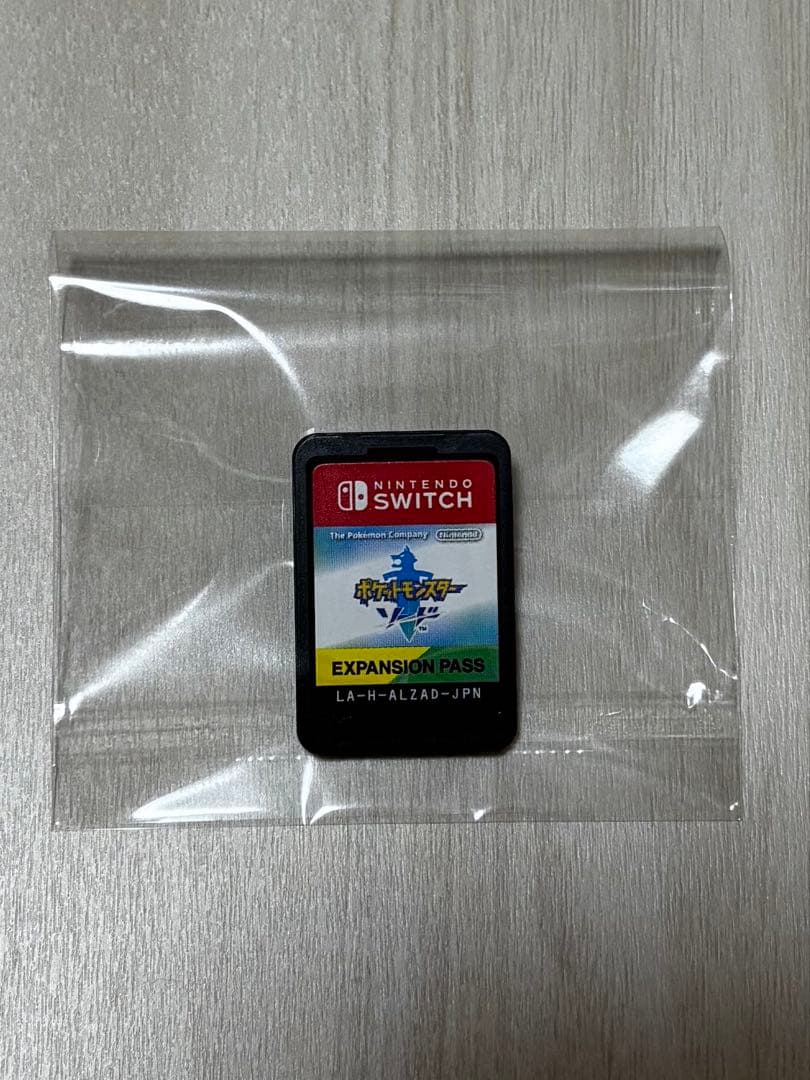 NINTENDO
SWITCH
The Pokémon Company Nintendo
ポケットモンスター
ソード
TM
EXPANSION PASS
LA-H-ALZAD-JPN